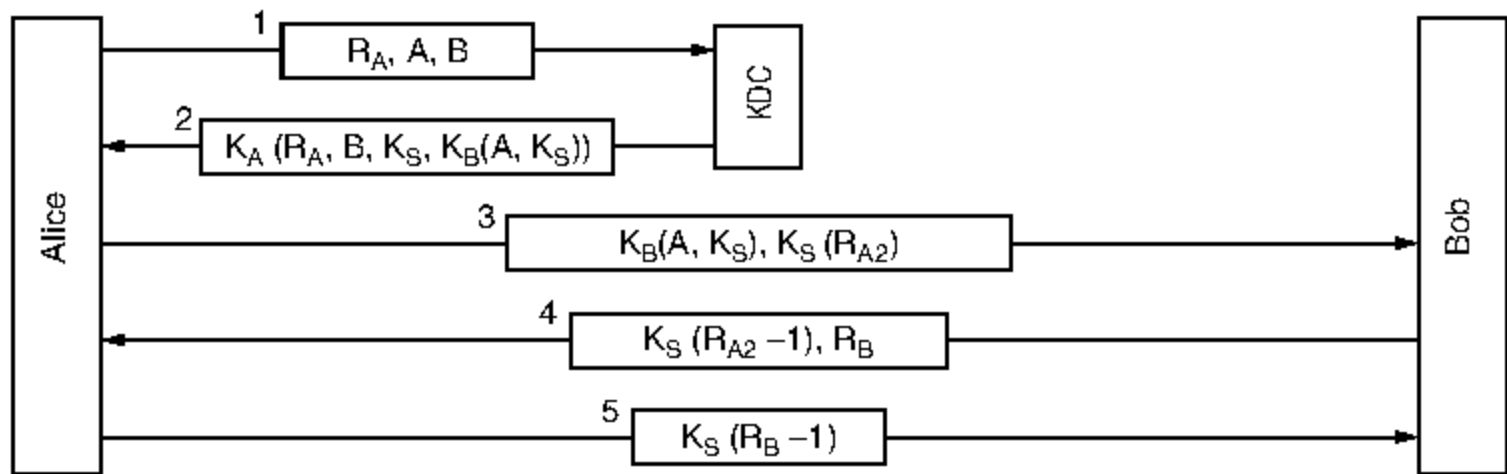 1
R_A, A, B
KDC
2
K_A (R_A, B, K_S, K_B(A, K_S))
Alice
3
K_B(A, K_S), K_S (R_A2)
Bob
4
K_S (R_A2 –1), R_B
5
K_S (R_B –1)